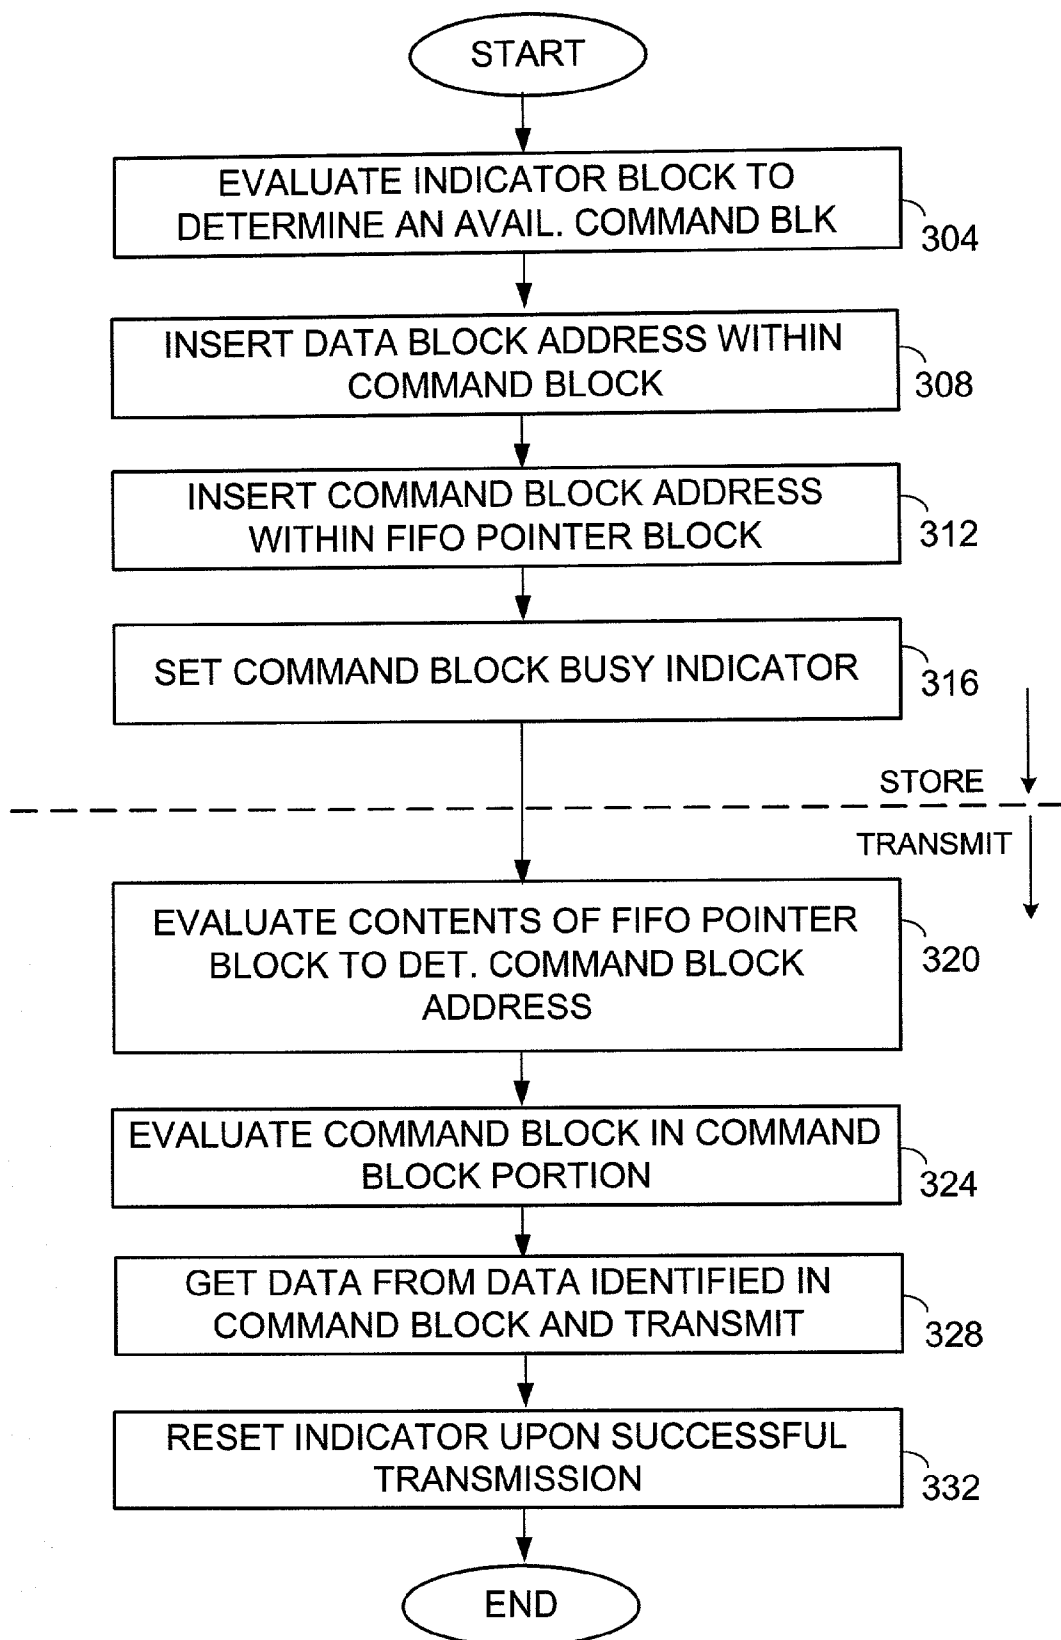 START
EVALUATE INDICATOR BLOCK TO
DETERMINE AN AVAIL. COMMAND BLK
304
INSERT DATA BLOCK ADDRESS WITHIN
COMMAND BLOCK
308
INSERT COMMAND BLOCK ADDRESS
WITHIN FIFO POINTER BLOCK
312
SET COMMAND BLOCK BUSY INDICATOR
316
STORE
TRANSMIT
EVALUATE CONTENTS OF FIFO POINTER
BLOCK TO DET. COMMAND BLOCK
ADDRESS
320
EVALUATE COMMAND BLOCK IN COMMAND
BLOCK PORTION
324
GET DATA FROM DATA IDENTIFIED IN
COMMAND BLOCK AND TRANSMIT
328
RESET INDICATOR UPON SUCCESSFUL
TRANSMISSION
332
END